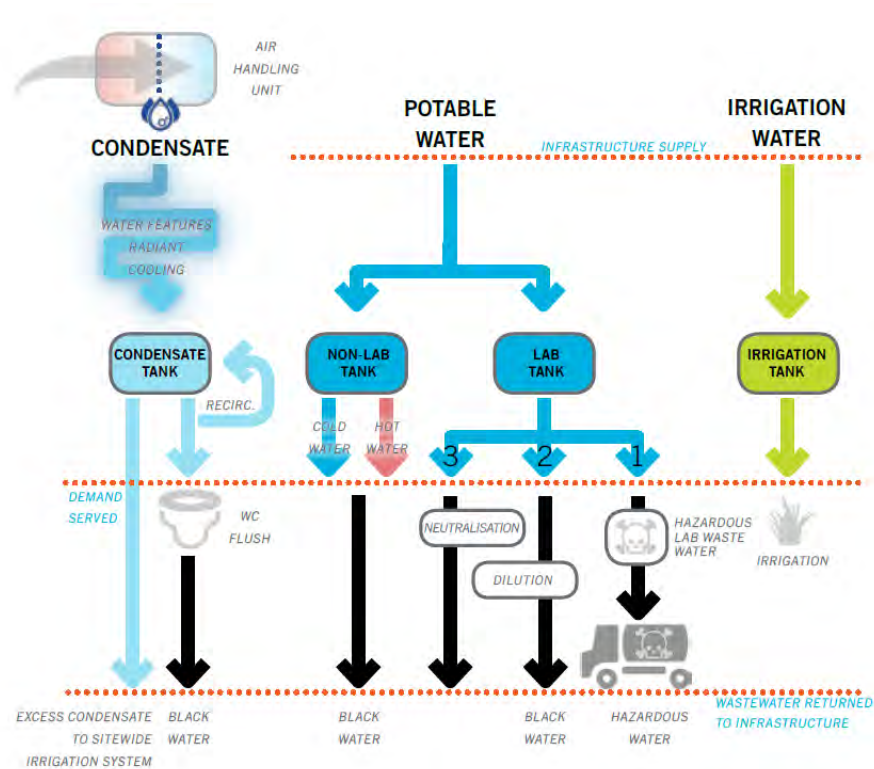 AIR
HANDLING
UNIT
CONDENSATE
POTABLE
WATER
IRRIGATION
WATER
INFRASTRUCTURE SUPPLY
WATER FEATURES
RADIANT
COOLING
CONDENSATE
TANK
RECIRC.
NON-LAB
TANK
LAB
TANK
IRRIGATION
TANK
COLD
WATER
HOT
WATER
3
2
1
DEMAND
SERVED
WC
FLUSH
NEUTRALISATION
DILUTION
HAZARDOUS
LAB WASTE
WATER
IRRIGATION
EXCESS CONDENSATE
TO SITEWIDE
IRRIGATION SYSTEM
BLACK
WATER
BLACK
WATER
BLACK
WATER
HAZARDOUS
WATER
WASTEWATER RETURNED
TO INFRASTRUCTURE